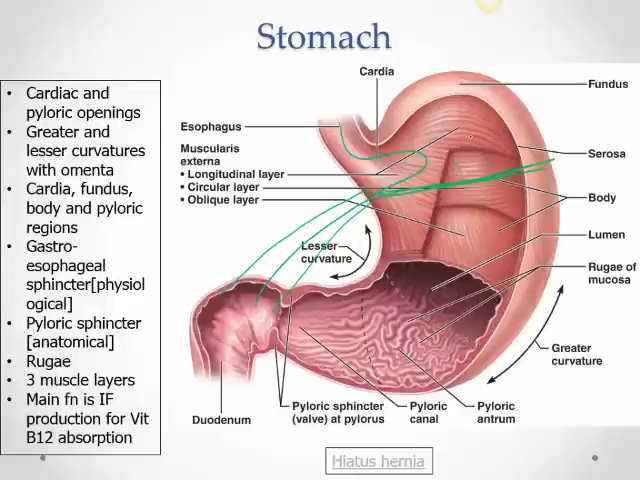 Stomach
• Cardiac and
pyloric openings
• Greater and
lesser curvatures
with omenta
• Cardia, fundus,
body and pyloric
regions
• Gastro-
esophageal
sphincter[physiol
ogical]
• Pyloric sphincter
[anatomical]
• Rugae
• 3 muscle layers
• Main fn is IF
production for Vit
B12 absorption
Cardia
Fundus
Esophagus
Muscularis
externa
• Longitudinal layer
• Circular layer
• Oblique layer
Serosa
Body
Lumen
Rugae of
mucosa
Lesser
curvature
Greater
curvature
Duodenum
Pyloric sphincter
(valve) at pylorus
Pyloric
canal
Pyloric
antrum
Hiatus hernia